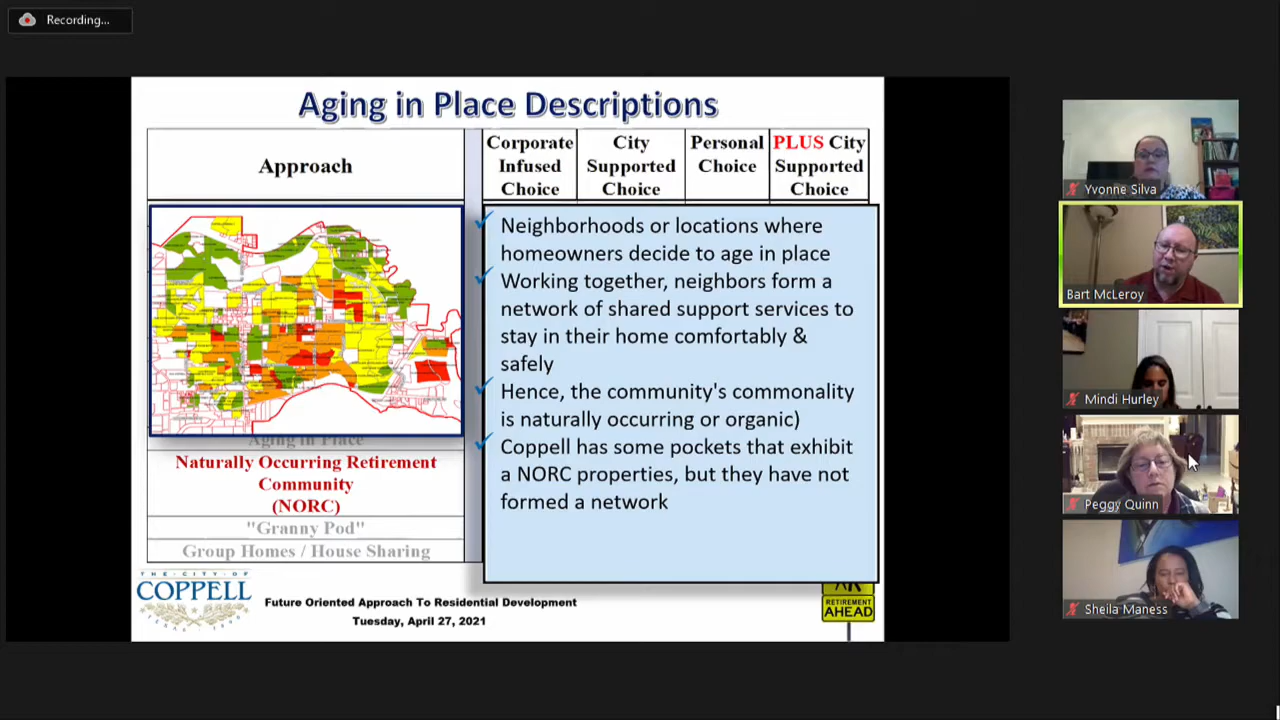 Recording...
Aging in Place Descriptions
Approach
Corporate
Infused
Choice
City
Supported
Choice
Personal
Choice
PLUS City
Supported
Choice
Neighborhoods or locations where
homeowners decide to age in place
Working together, neighbors form a
network of shared support services to
stay in their home comfortably &
safely
Hence, the community's commonality
is naturally occurring or organic)
Coppell has some pockets that exhibit
a NORC properties, but they have not
formed a network
Aging in Place
Naturally Occurring Retirement
Community
(NORC)
"Granny Pod"
Group Homes / House Sharing
THE CITY OF
COPPELL
Future Oriented Approach To Residential Development
Tuesday, April 27, 2021
RETIREMENT
AHEAD
Yvonne Silva
Bart McLeroy
Mindi Hurley
Peggy Quinn
Sheila Maness